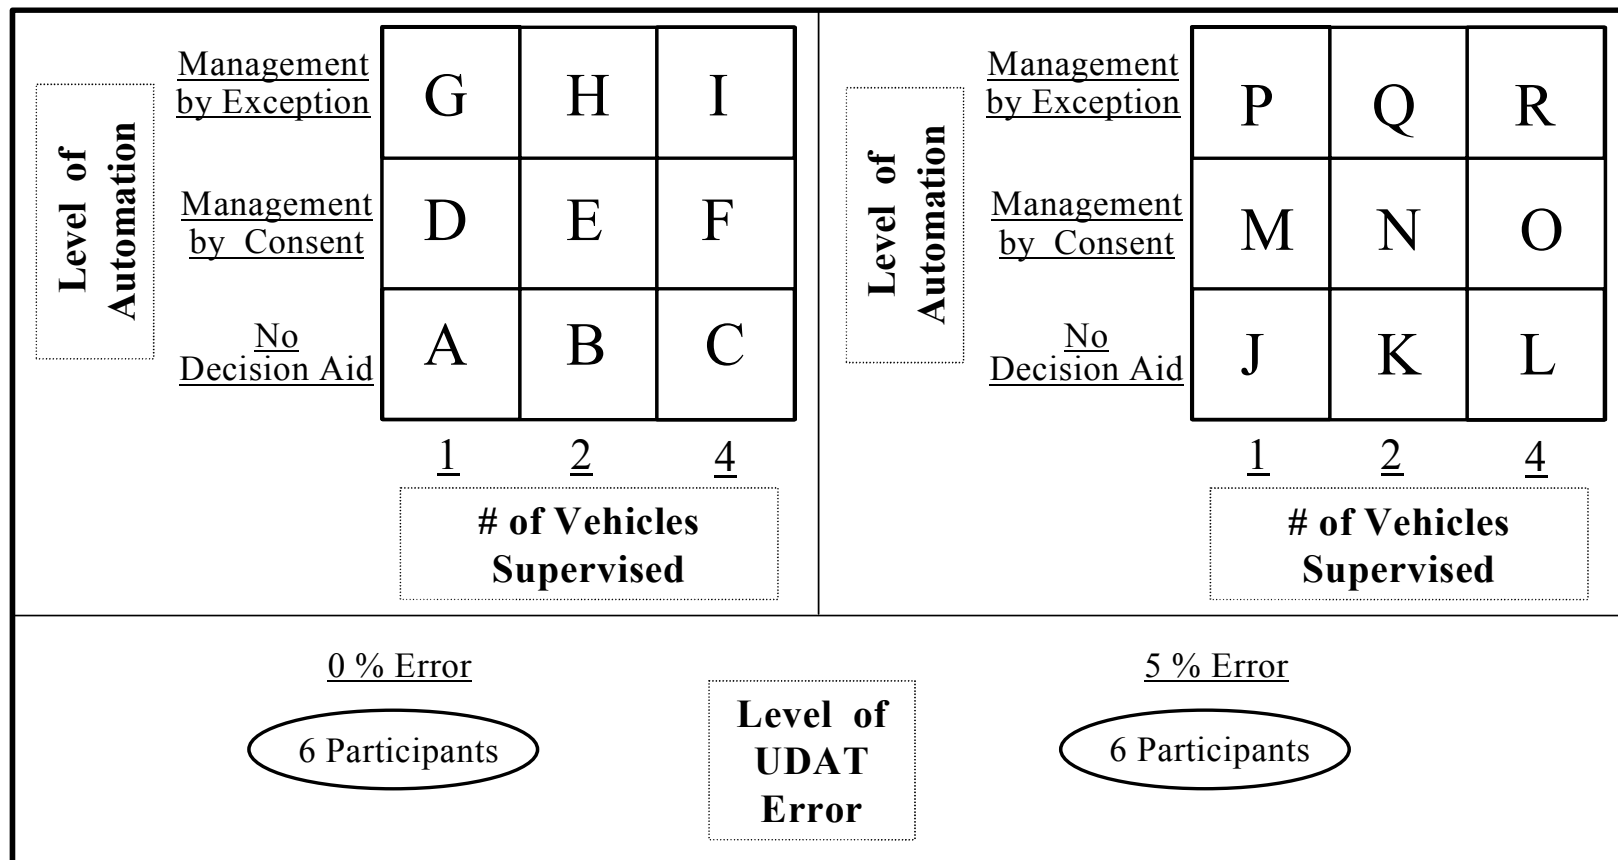 Management
by Exception
G H I
Level of
Automation
Management
by Consent
D E F
No
Decision Aid
A B C
1 2 4
# of Vehicles
Supervised
Management
by Exception
P Q R
Level of
Automation
Management
by Consent
M N O
No
Decision Aid
J K L
1 2 4
# of Vehicles
Supervised
0 % Error
6 Participants
Level of
UDAT
Error
5 % Error
6 Participants